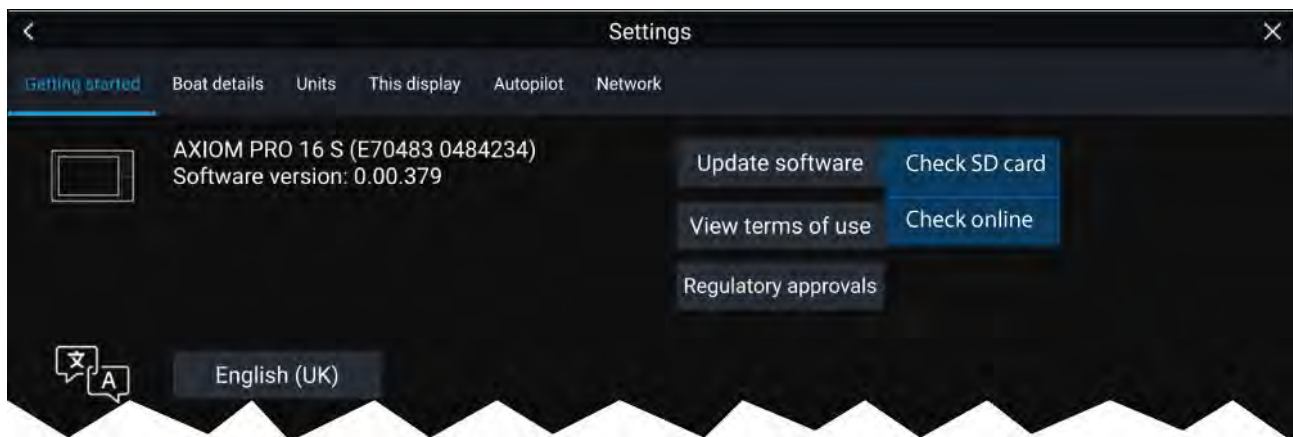 Settings
Getting started Boat details Units This display Autopilot Network
AXIOM PRO 16 S (E70483 0484234)
Software version: 0.00.379
Update software Check SD card
View terms of use Check online
Regulatory approvals
文 A
English (UK)